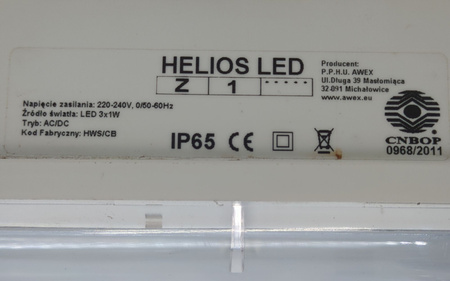 HELIOS LED
Z 1 .....
Producent:
P.P.H.U. AWEX
Ul.Długa 39 Masłomiąca
32-091 Michałowice
www.awex.eu
Napięcie zasilania: 220-240V, 0/50-60Hz
Źródło światła: LED 3x1W
Tryb: AC/DC
Kod Fabryczny: HWS/CB
IP65 CE
CNBOP
0968/2011